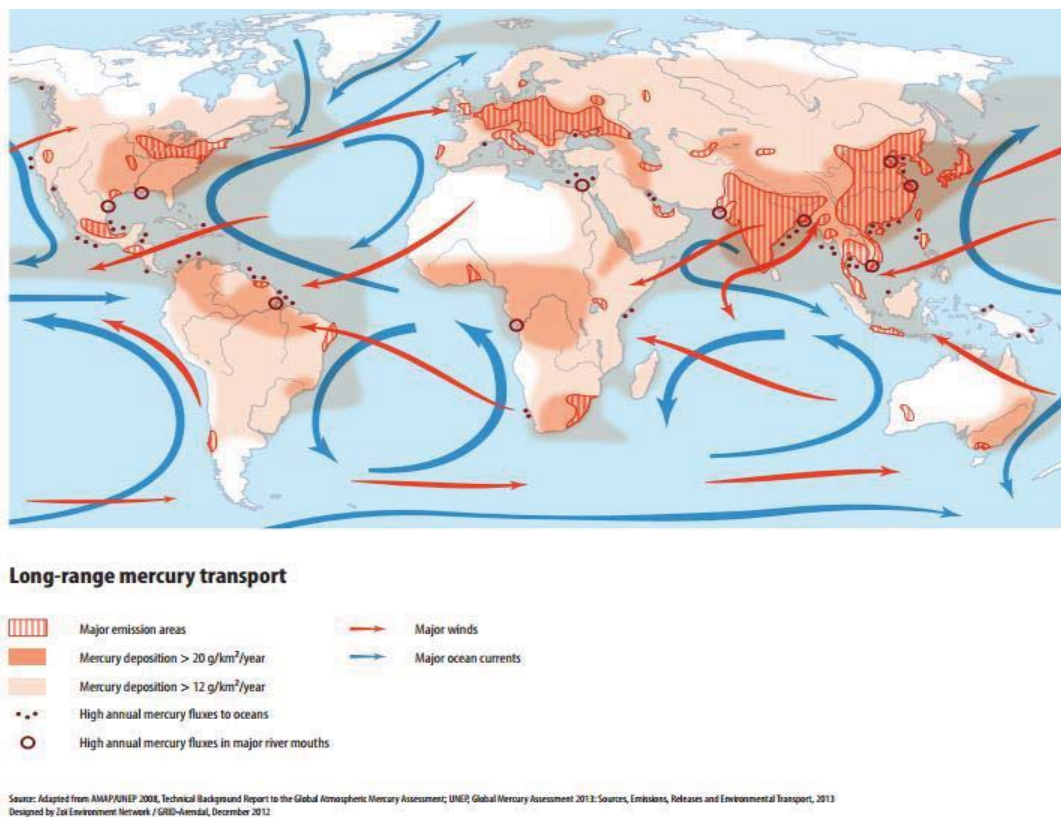 Long-range mercury transport
Major emission areas
Mercury deposition > 20 g/km²/year
Mercury deposition > 12 g/km²/year
High annual mercury fluxes to oceans
High annual mercury fluxes in major river mouths
Major winds
Major ocean currents
Source: Adapted from AMAP/UNEP 2008, Technical Background Report to the Global Atmospheric Mercury Assessment; UNEP, Global Mercury Assessment 2013: Sources, Emissions, Releases and Environmental Transport, 2013
Designed by Zoï Environment Network / GRID-Arendal, December 2012